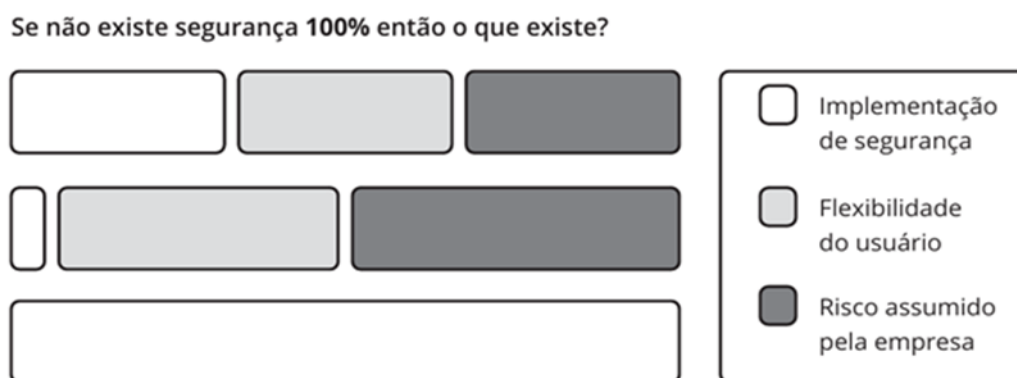 Se não existe segurança 100% então o que existe?
Implementação
de segurança
Flexibilidade
do usuário
Risco assumido
pela empresa